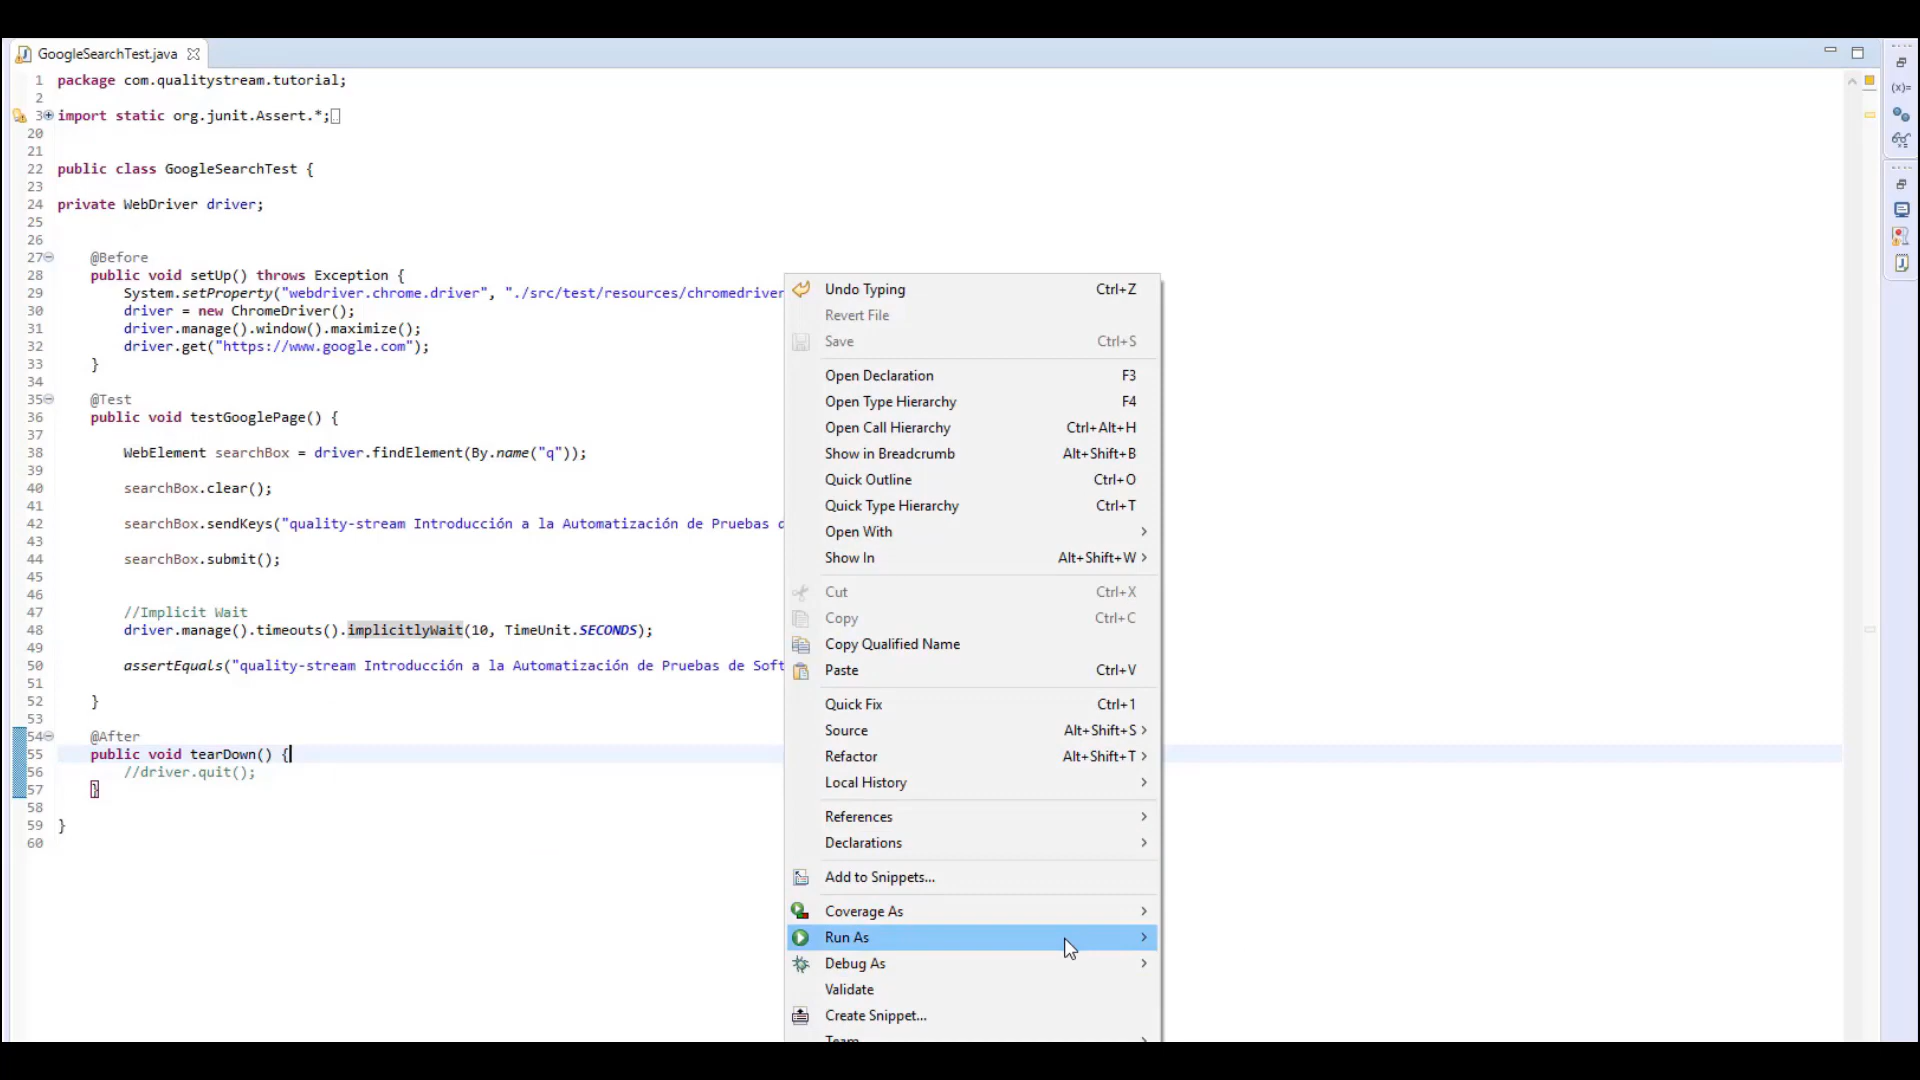 GoogleSearchTest.java
1 package com.qualitystream.tutorial;
2
3 import static org.junit.Assert.*;
20
21
22 public class GoogleSearchTest {
23
24 private WebDriver driver;
25
26
27 @Before
28 public void setUp() throws Exception {
29 System.setProperty("webdriver.chrome.driver", "./src/test/resources/chromedriver
30 driver = new ChromeDriver();
31 driver.manage().window().maximize();
32 driver.get("https://www.google.com");
33 }
34
35 @Test
36 public void testGooglePage() {
37
38 WebElement searchBox = driver.findElement(By.name("q"));
39
40 searchBox.clear();
41
42 searchBox.sendKeys("quality-stream Introducción a la Automatización de Pruebas d
43
44 searchBox.submit();
45
46
47 //Implicit Wait
48 driver.manage().timeouts().implicitlyWait(10, TimeUnit.SECONDS);
49
50 assertEquals("quality-stream Introducción a la Automatización de Pruebas de Soft
51
52 }
53
54 @After
55 public void tearDown() {
56 //driver.quit();
57 }
58
59 }
60
Undo Typing Ctrl+Z
Revert File
Save Ctrl+S
Open Declaration F3
Open Type Hierarchy F4
Open Call Hierarchy Ctrl+Alt+H
Show in Breadcrumb Alt+Shift+B
Quick Outline Ctrl+O
Quick Type Hierarchy Ctrl+T
Open With
Show In Alt+Shift+W
Cut Ctrl+X
Copy Ctrl+C
Copy Qualified Name
Paste Ctrl+V
Quick Fix Ctrl+1
Source Alt+Shift+S
Refactor Alt+Shift+T
Local History
References
Declarations
Add to Snippets...
Coverage As
Run As
Debug As
Validate
Create Snippet...
Team
(x)=